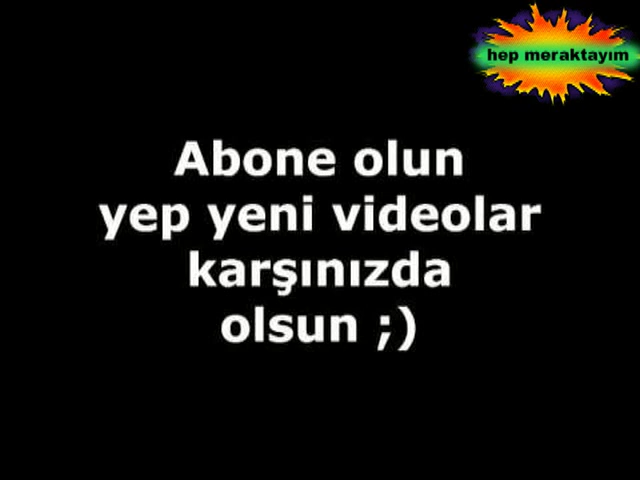 hep meraktayım
Abone olun
yep yeni videolar
karşınızda
olsun ;)